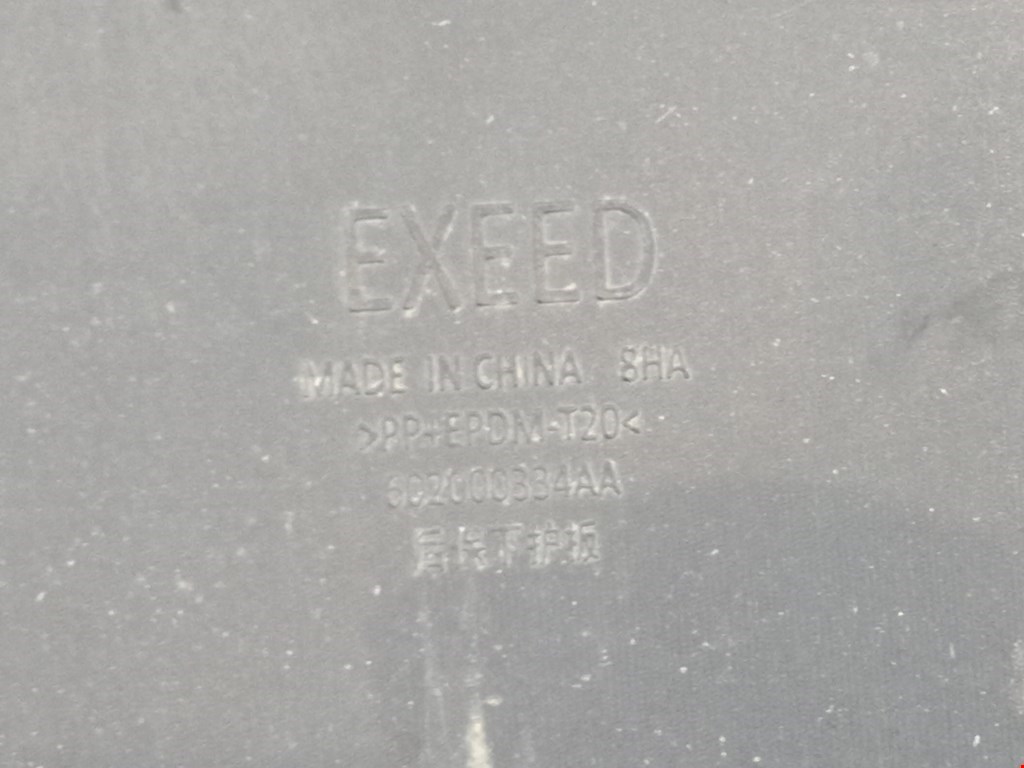 EXEED
MADE IN CHINA 8HA
>PP+EPDM-T20<
602000334AA
后保下护板